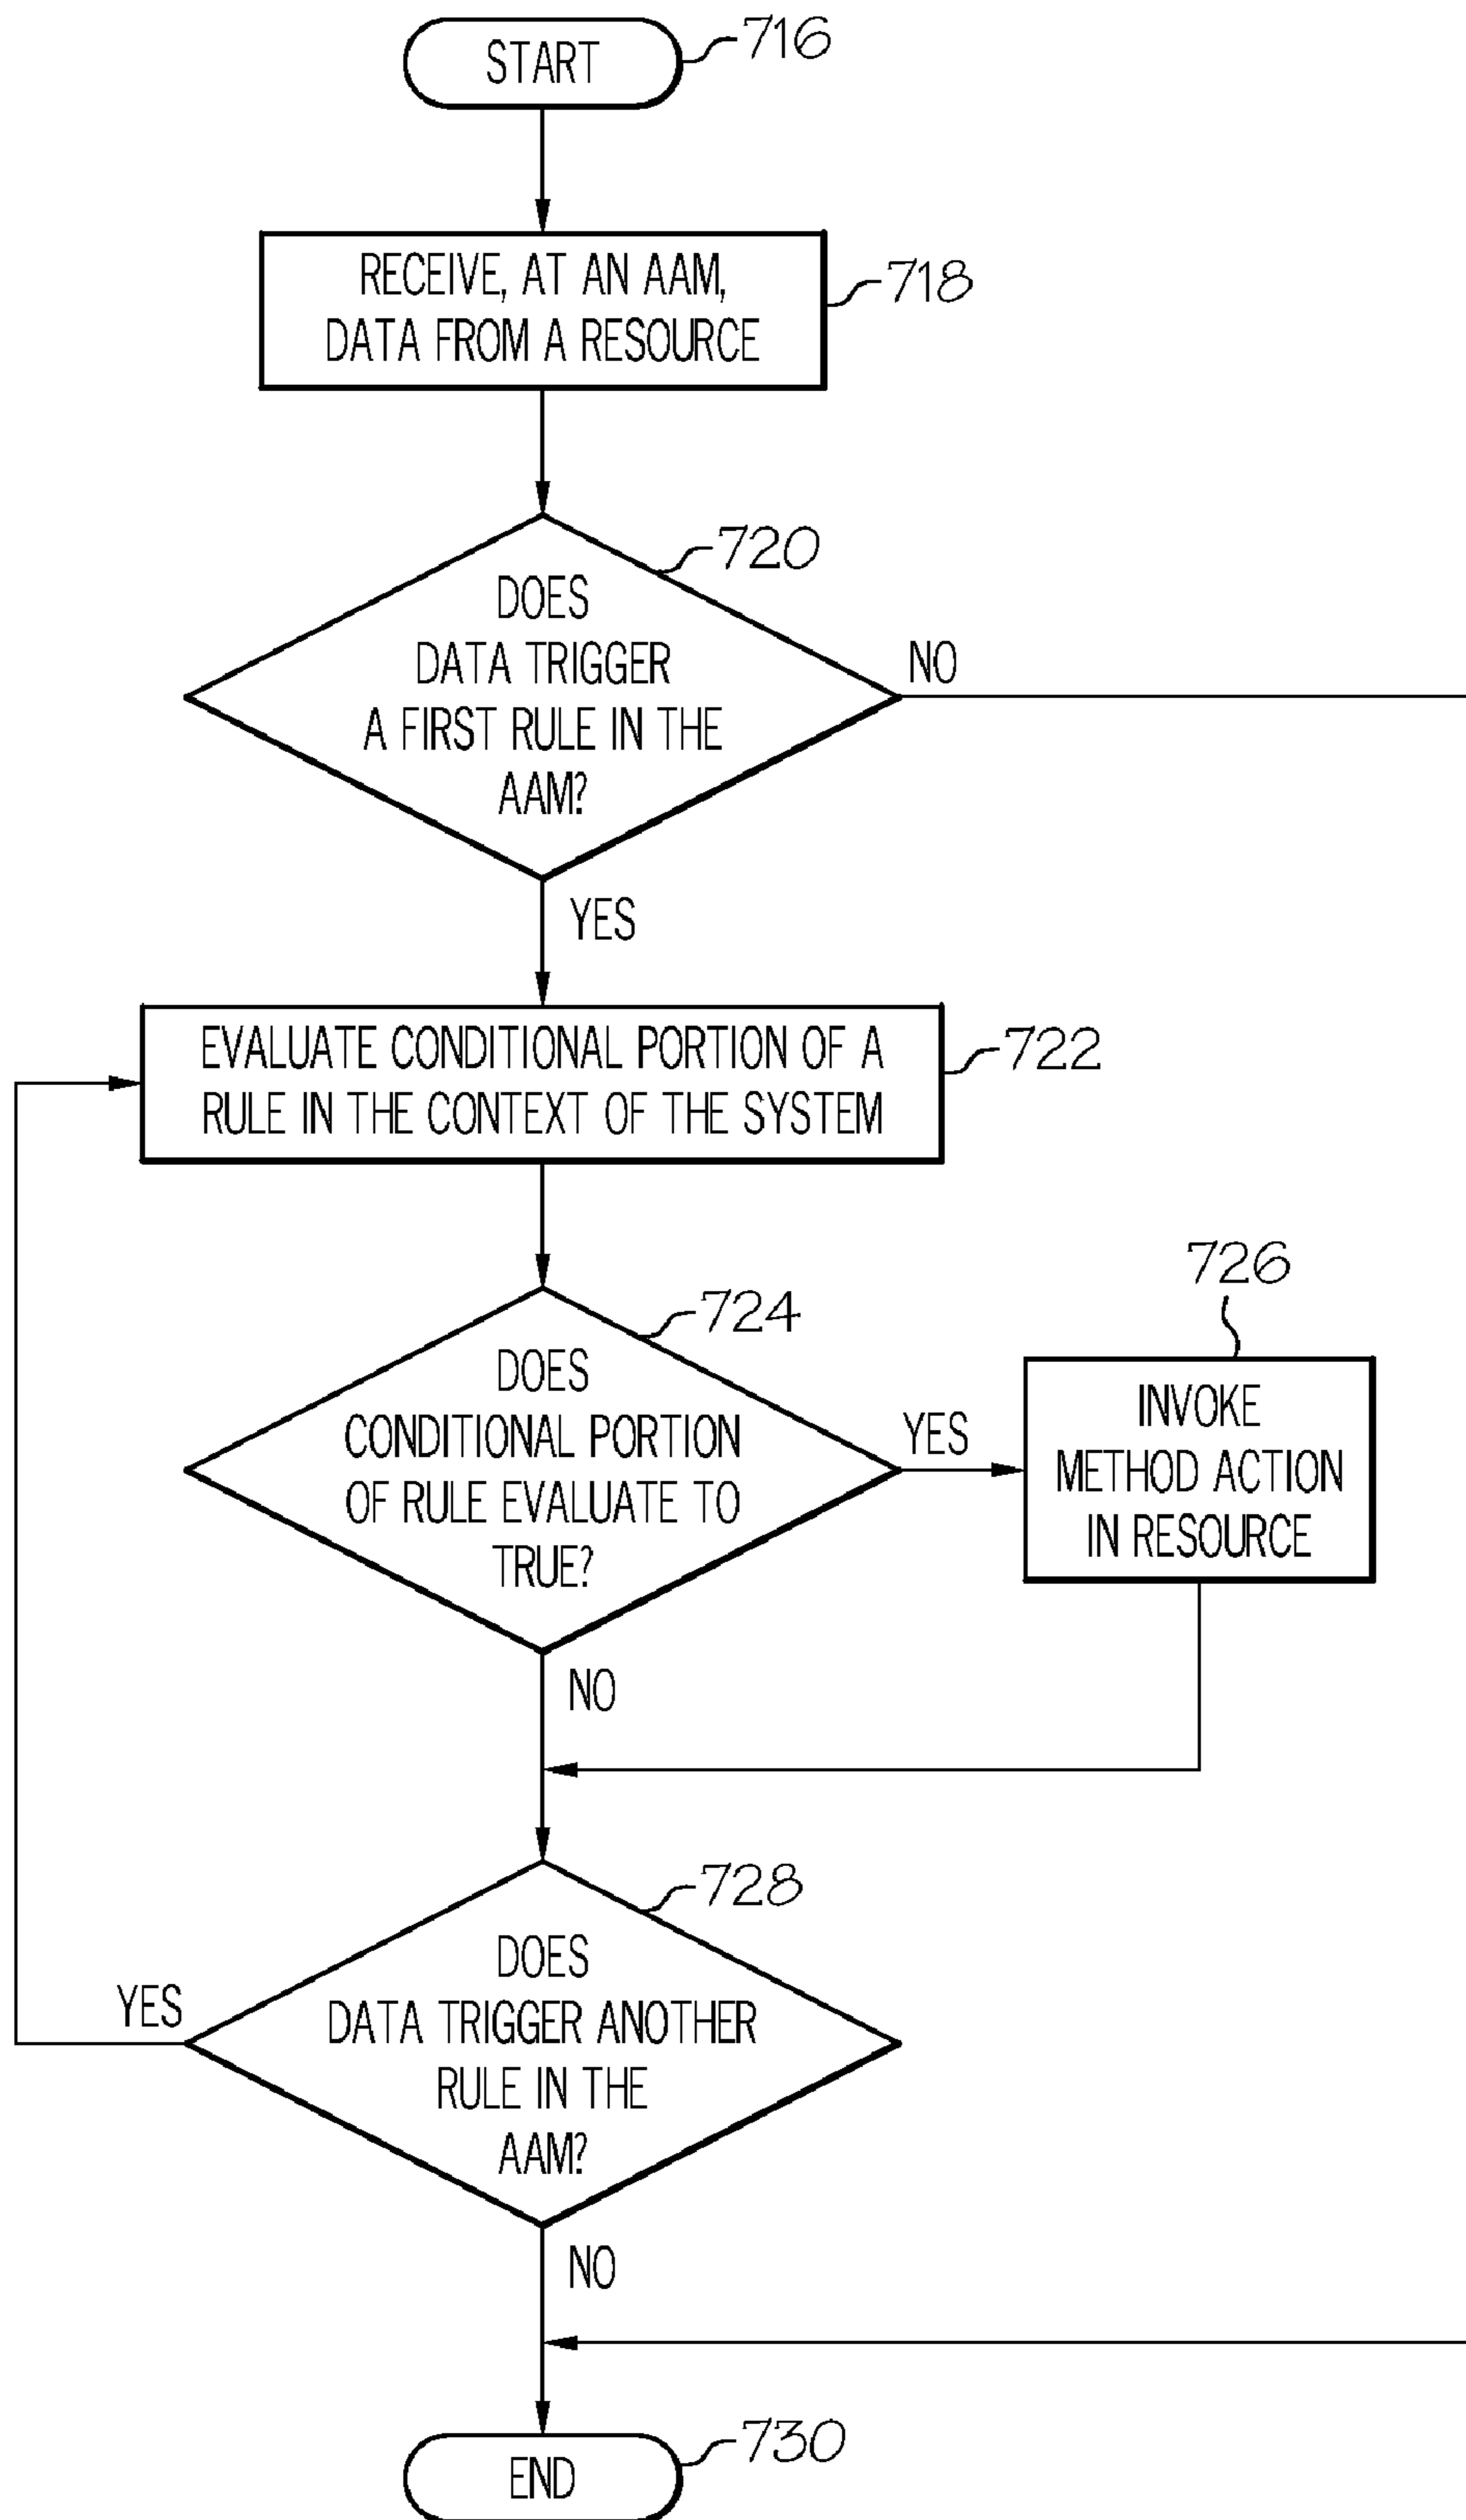 START
716
RECEIVE, AT AN AAM,
DATA FROM A RESOURCE
718
720
DOES
DATA TRIGGER
A FIRST RULE IN THE
AAM?
NO
YES
EVALUATE CONDITIONAL PORTION OF A
RULE IN THE CONTEXT OF THE SYSTEM
722
724
DOES
CONDITIONAL PORTION
OF RULE EVALUATE TO
TRUE?
YES
726
INVOKE
METHOD ACTION
IN RESOURCE
NO
728
DOES
DATA TRIGGER ANOTHER
RULE IN THE
AAM?
YES
NO
END
730